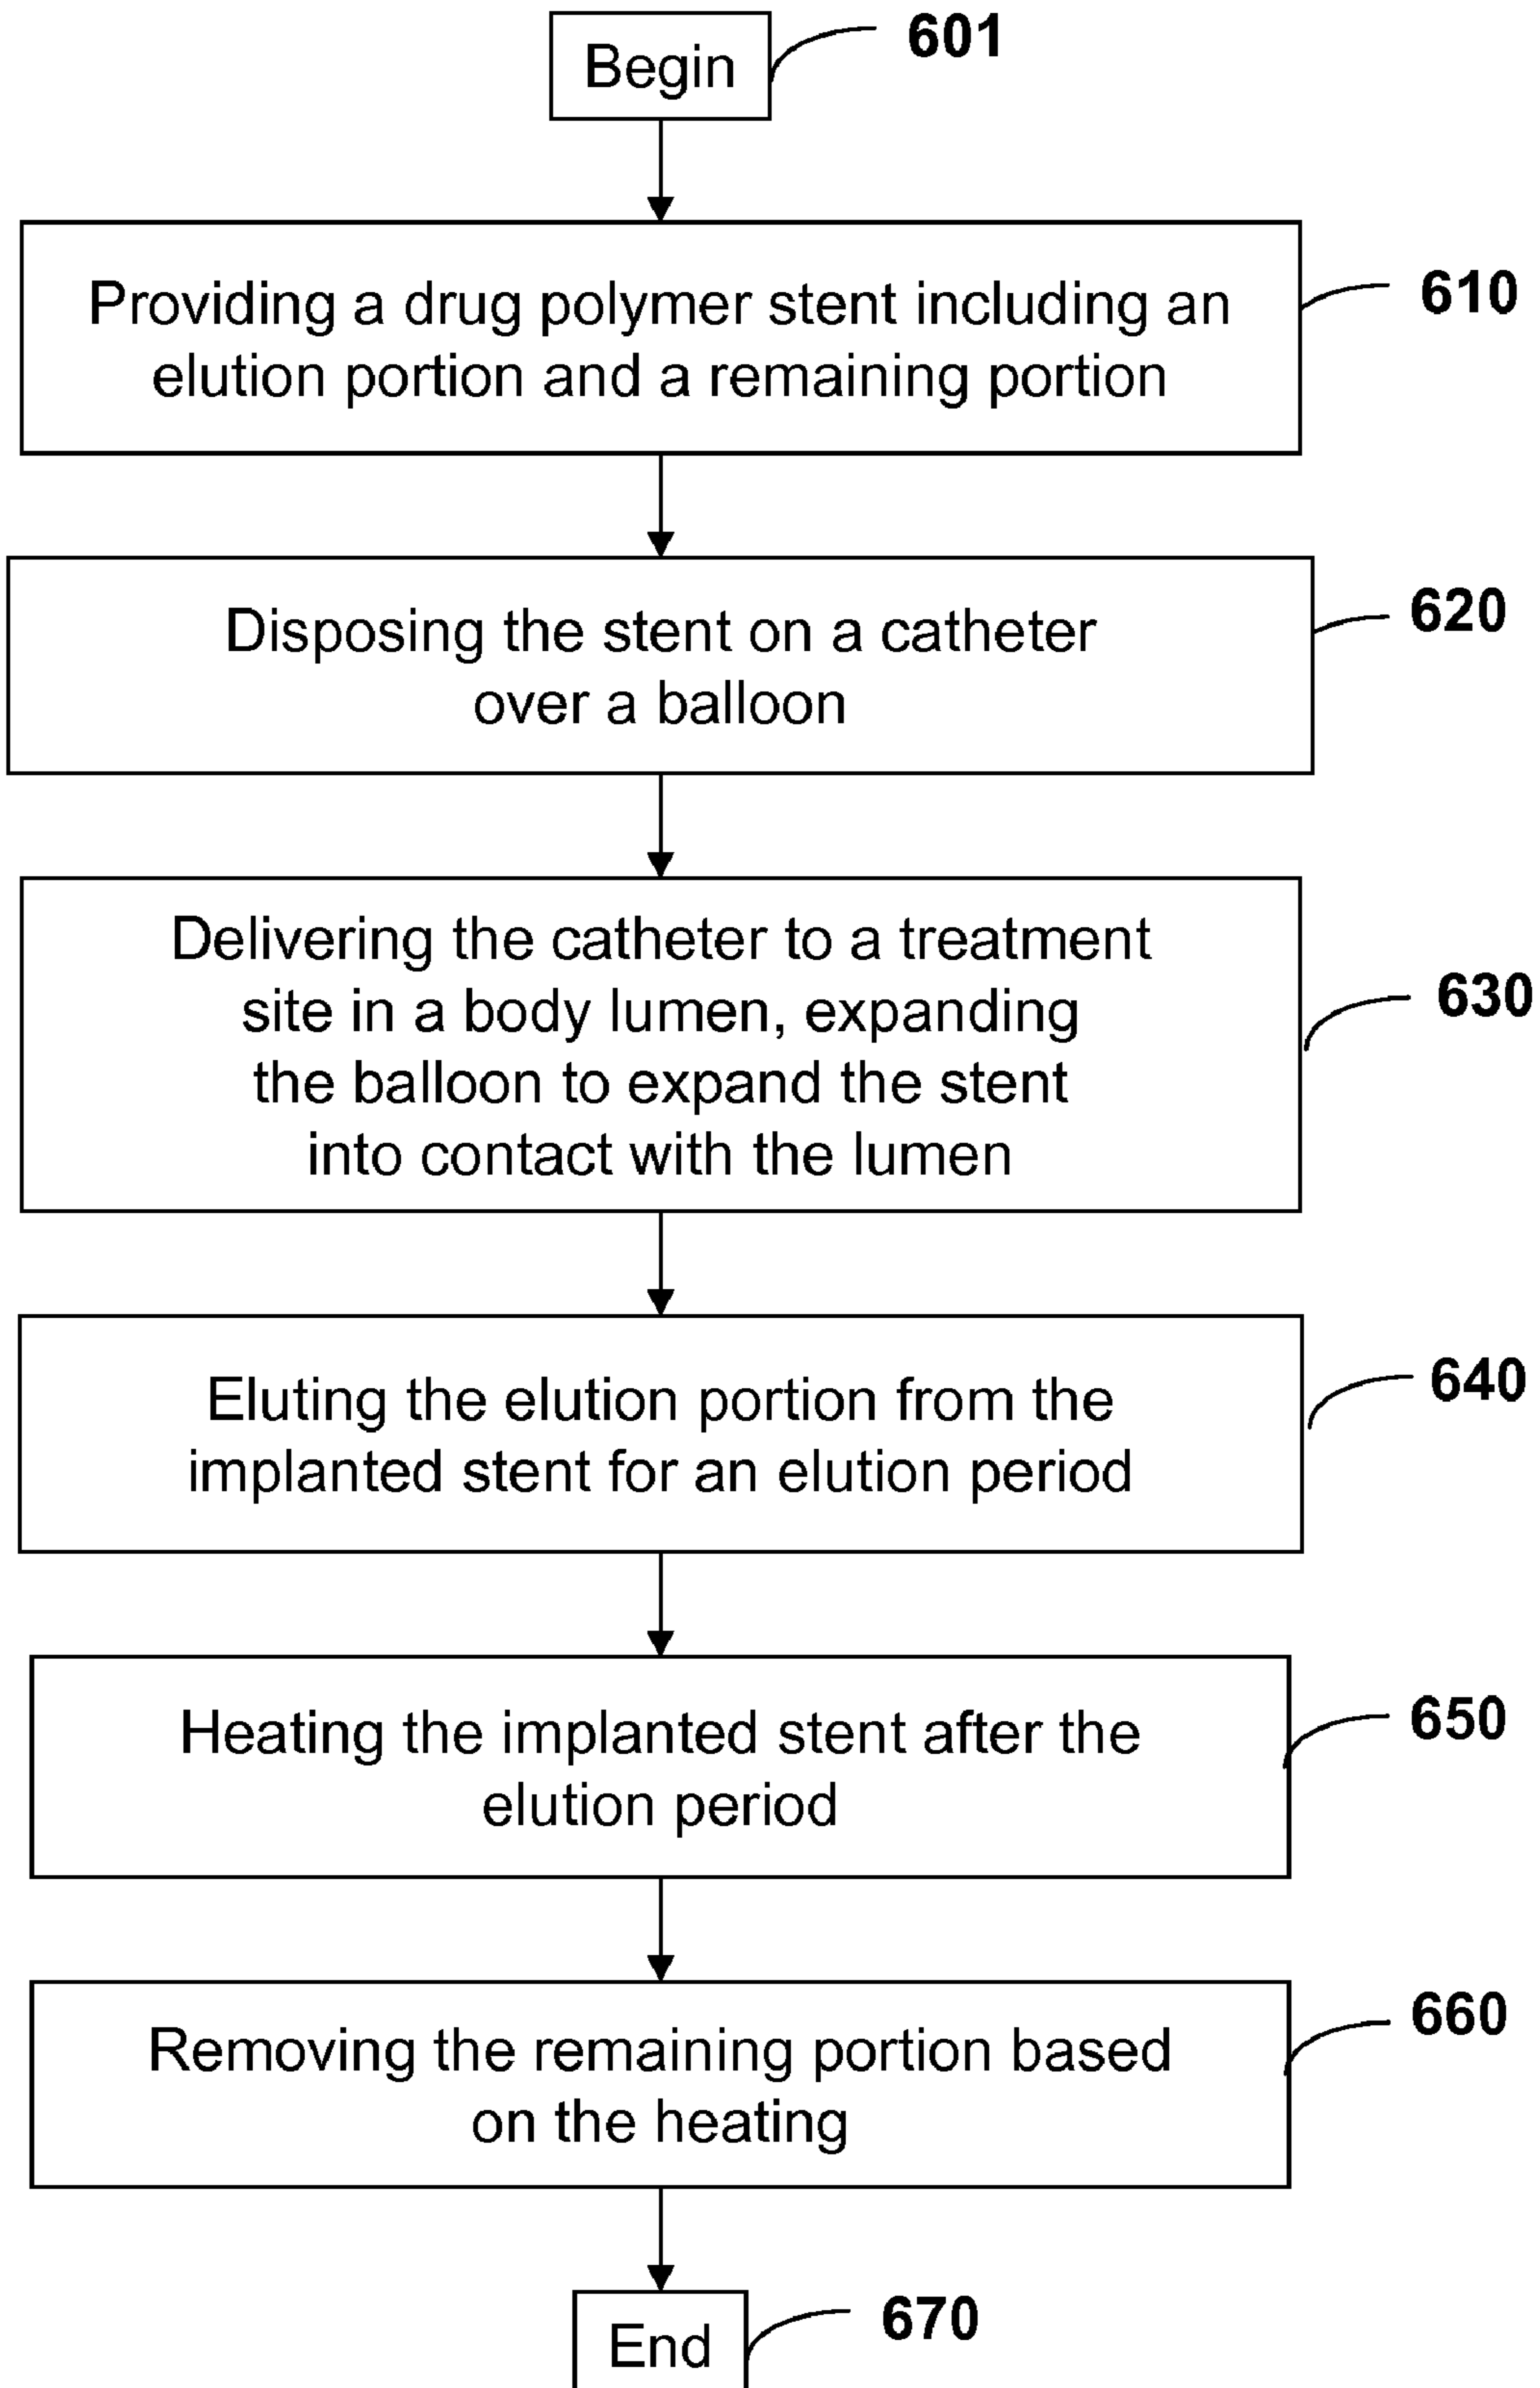 Begin
601
Providing a drug polymer stent including an
elution portion and a remaining portion
610
Disposing the stent on a catheter
over a balloon
620
Delivering the catheter to a treatment
site in a body lumen, expanding
the balloon to expand the stent
into contact with the lumen
630
Eluting the elution portion from the
implanted stent for an elution period
640
Heating the implanted stent after the
elution period
650
Removing the remaining portion based
on the heating
660
End
670